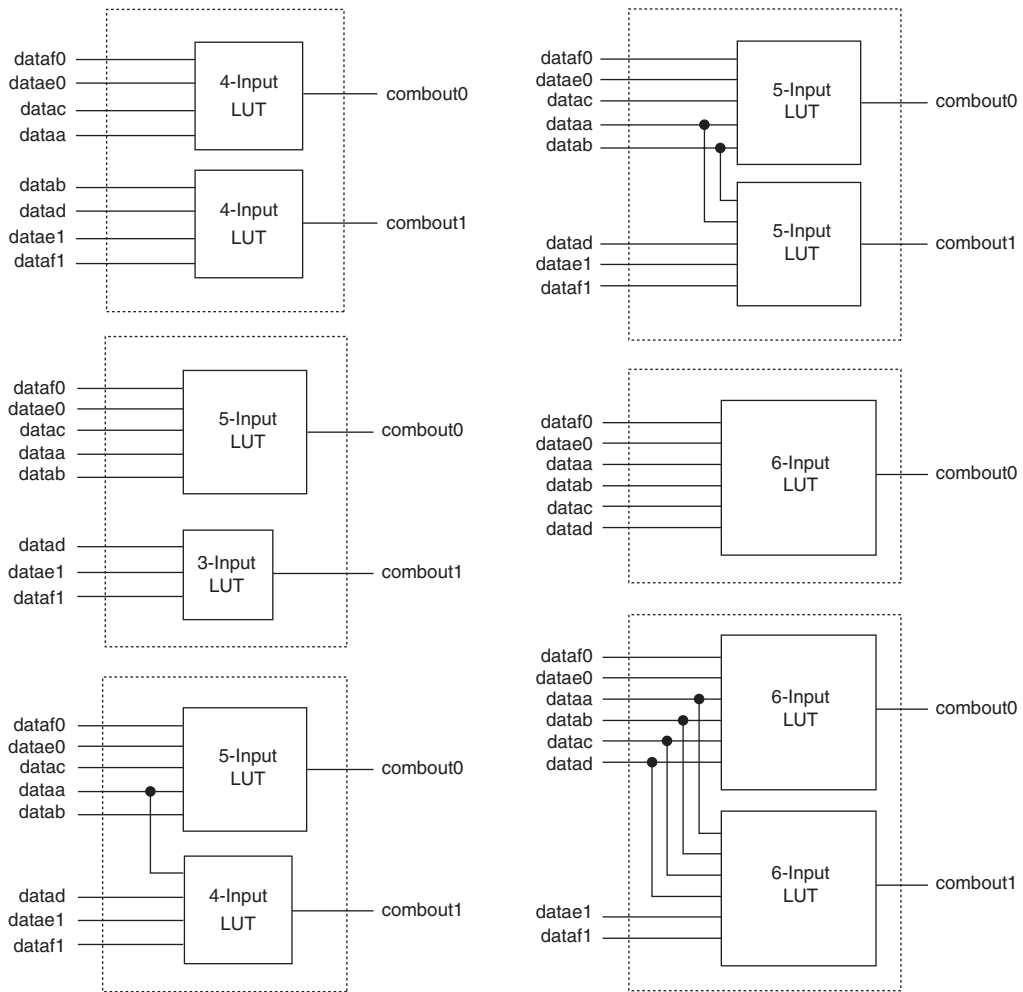 dataf0
datae0
datac
dataa
4-Input
LUT
combout0
datab
datad
datae1
dataf1
4-Input
LUT
combout1
dataf0
datae0
datac
dataa
datab
5-Input
LUT
combout0
datad
datae1
dataf1
3-Input
LUT
combout1
dataf0
datae0
datac
dataa
datab
5-Input
LUT
combout0
datad
datae1
dataf1
4-Input
LUT
combout1
dataf0
datae0
datac
dataa
datab
5-Input
LUT
combout0
datad
datae1
dataf1
5-Input
LUT
combout1
dataf0
datae0
dataa
datab
datac
datad
6-Input
LUT
combout0
dataf0
datae0
dataa
datab
datac
datad
6-Input
LUT
combout0
datae1
dataf1
6-Input
LUT
combout1